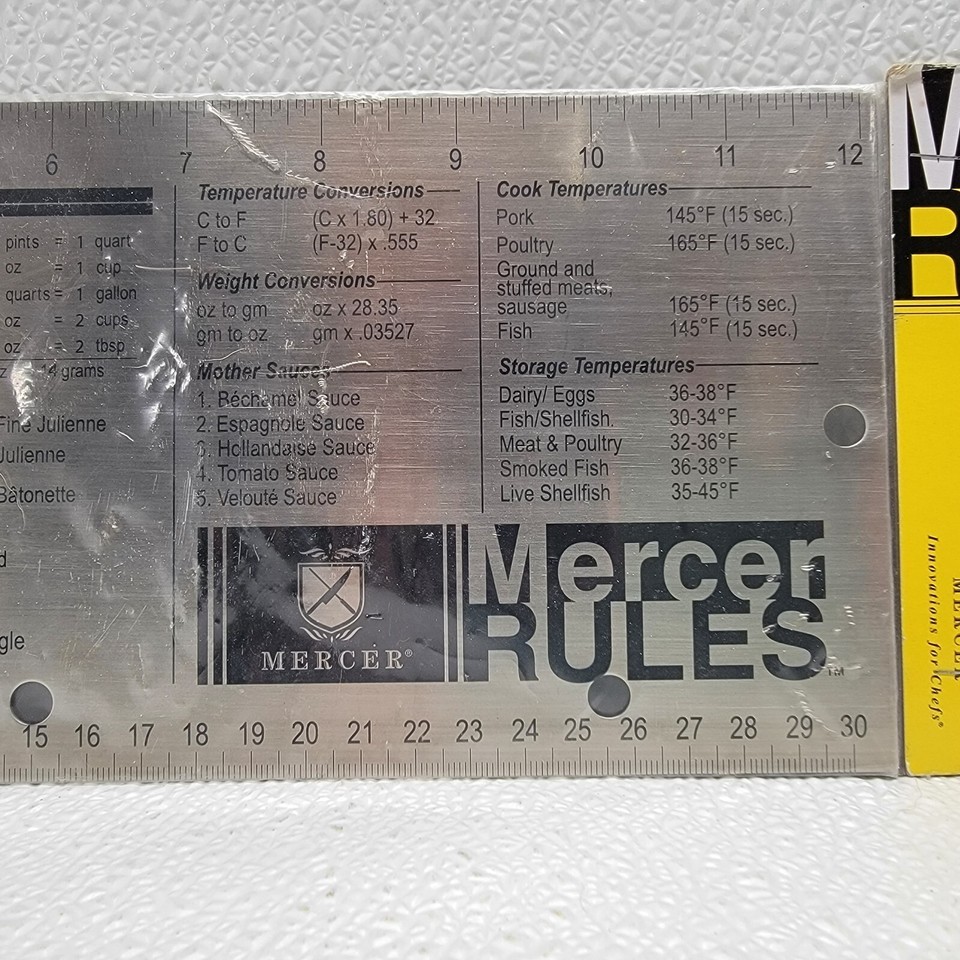 6 7 8 9 10 11 12
pints = 1 quart
oz = 1 cup
quarts = 1 gallon
oz = 2 cups
oz = 2 tbsp
14 grams
Fine Julienne
Julienne
Bâtonette
Temperature Conversions
C to F (C x 1.80) + 32
F to C (F-32) x .555
Weight Conversions
oz to gm oz x 28.35
gm to oz gm x .03527
Mother Sauces
1. Béchamel Sauce
2. Espagnole Sauce
3. Hollandaise Sauce
4. Tomato Sauce
5. Velouté Sauce
Cook Temperatures
Pork 145°F (15 sec.)
Poultry 165°F (15 sec.)
Ground and
stuffed meats,
sausage 165°F (15 sec.)
Fish 145°F (15 sec.)
Storage Temperatures
Dairy/ Eggs 36-38°F
Fish/Shellfish. 30-34°F
Meat & Poultry 32-36°F
Smoked Fish 36-38°F
Live Shellfish 35-45°F
MERCER®
Mercer
RULES™
15 16 17 18 19 20 21 22 23 24 25 26 27 28 29 30
M
R
MERCER
Innovations for Chefs®